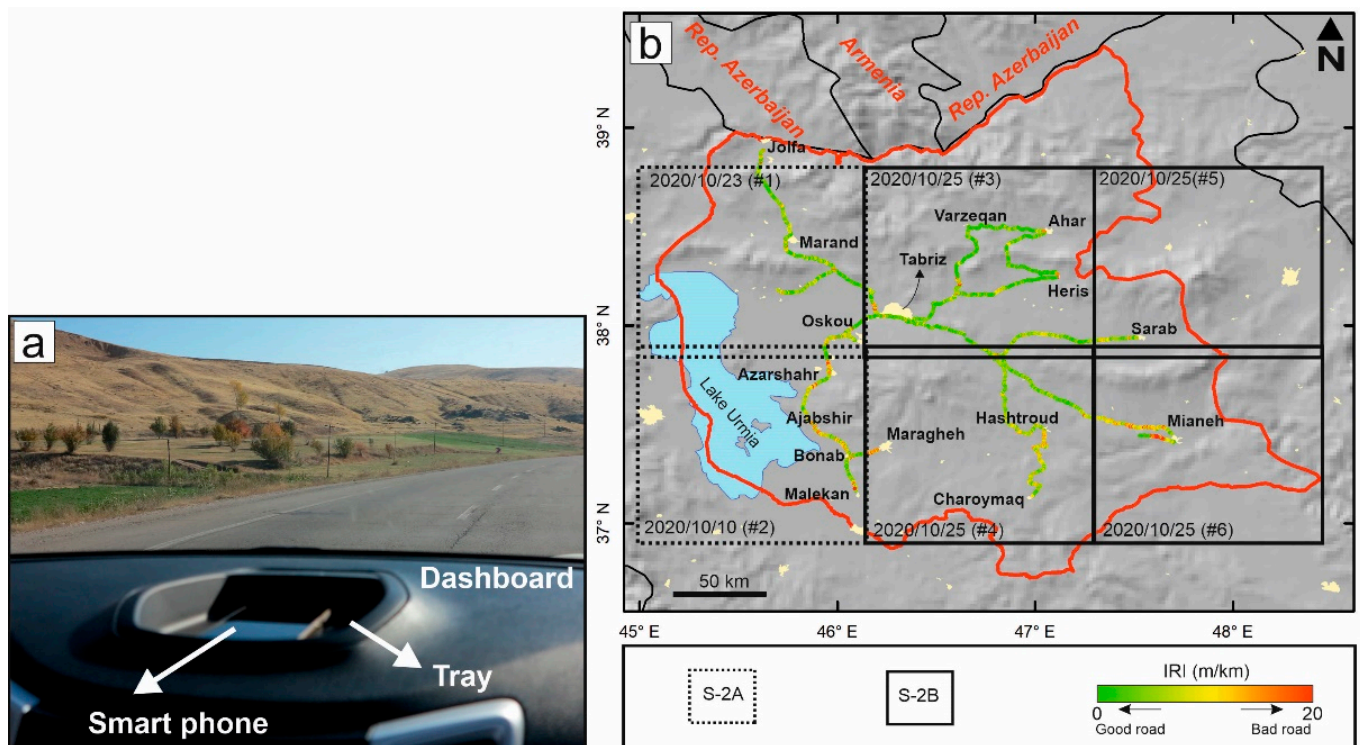 a
Dashboard
Tray
Smart phone
b
N
Rep. Azerbaijan
Armenia
Rep. Azerbaijan
39° N
38° N
37° N
Jolfa
2020/10/23 (#1)
2020/10/25 (#3)
2020/10/25(#5)
Varzeqan
Ahar
Marand
Tabriz
Heris
Oskou
Sarab
Azarshahr
Lake Urmia
Ajabshir
Hashtroud
Mianeh
Maragheh
Bonab
Malekan
Charoymaq
2020/10/10 (#2)
2020/10/25 (#4)
2020/10/25 (#6)
50 km
45° E
46° E
47° E
48° E
S-2A
S-2B
IRI (m/km)
0
20
Good road
Bad road